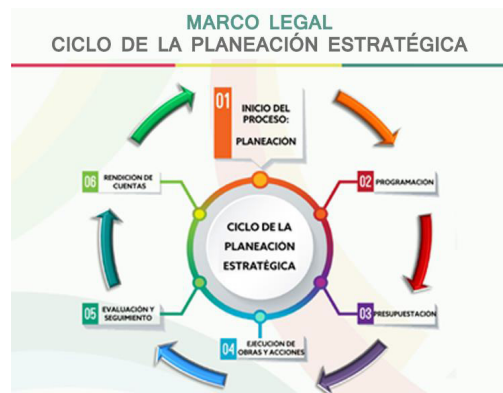 MARCO LEGAL
CICLO DE LA PLANEACIÓN ESTRATÉGICA
01
INICIO DEL
PROCESO:
PLANEACIÓN
02
PROGRAMACIÓN
03
PRESUPUESTACIÓN
04
EJECUCIÓN DE
OBRAS Y ACCIONES
05
EVALUACIÓN Y
SEGUIMIENTO
06
RENDICIÓN DE
CUENTAS
CICLO DE LA
PLANEACIÓN
ESTRATÉGICA